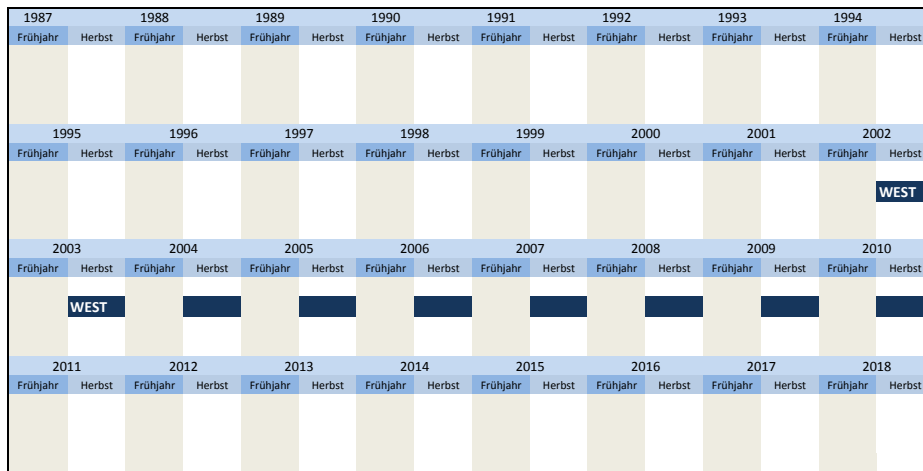 1987 1988 1989 1990 1991 1992 1993 1994
Frühjahr Herbst Frühjahr Herbst Frühjahr Herbst Frühjahr Herbst Frühjahr Herbst Frühjahr Herbst Frühjahr Herbst Frühjahr Herbst
1995 1996 1997 1998 1999 2000 2001 2002
Frühjahr Herbst Frühjahr Herbst Frühjahr Herbst Frühjahr Herbst Frühjahr Herbst Frühjahr Herbst Frühjahr Herbst Frühjahr Herbst
WEST
2003 2004 2005 2006 2007 2008 2009 2010
Frühjahr Herbst Frühjahr Herbst Frühjahr Herbst Frühjahr Herbst Frühjahr Herbst Frühjahr Herbst Frühjahr Herbst Frühjahr Herbst
WEST
2011 2012 2013 2014 2015 2016 2017 2018
Frühjahr Herbst Frühjahr Herbst Frühjahr Herbst Frühjahr Herbst Frühjahr Herbst Frühjahr Herbst Frühjahr Herbst Frühjahr Herbst